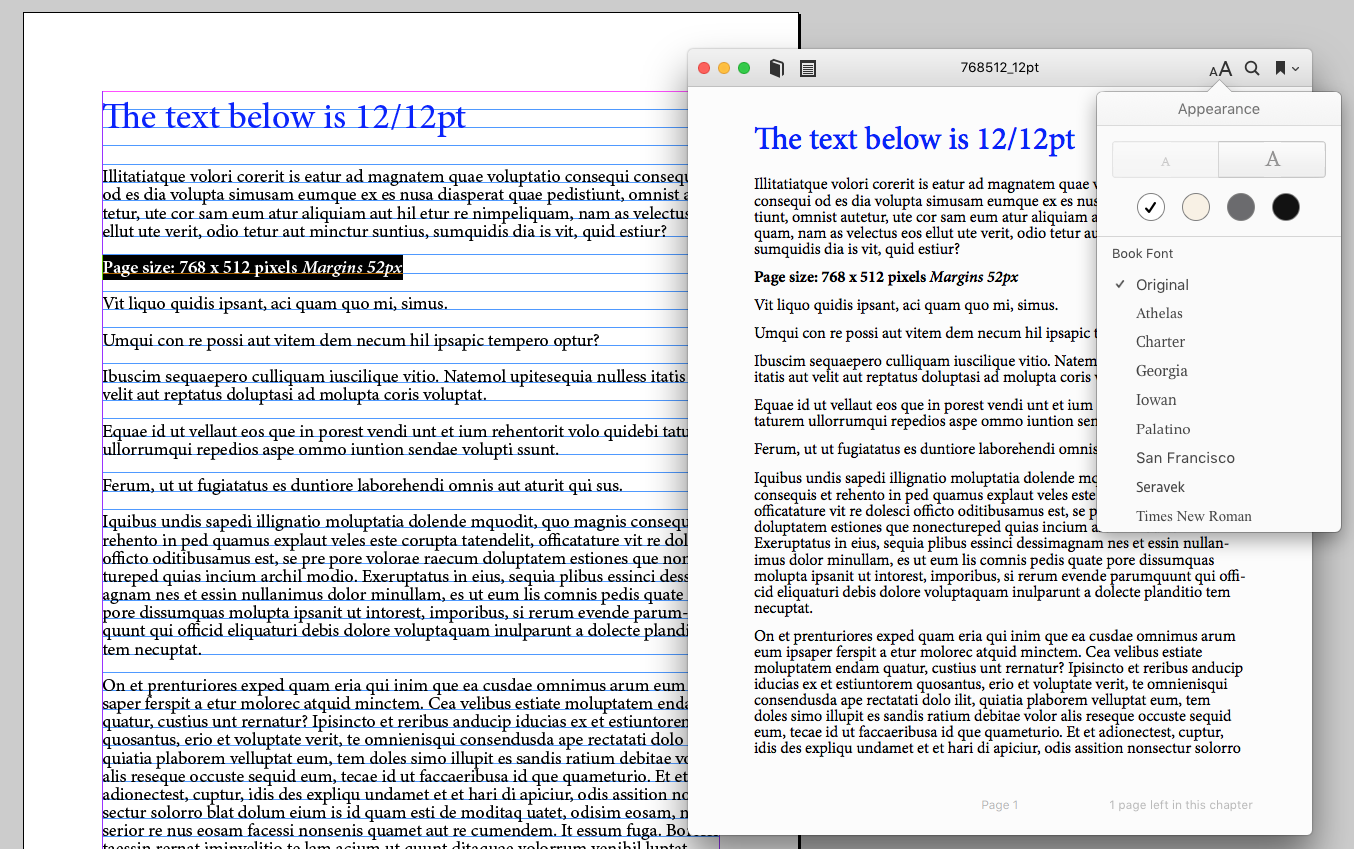 The text below is 12/12pt
Illitatiatque volori corerit is eatur ad magnatem quae voluptatio consequi consequ
od es dia volupta simusam eumque ex es nusa diasperat quae pedistiunt, omnist a
tetur, ute cor sam eum atur aliquiam aut hil etur re nimpeliquam, nam as velectus
ellut ute verit, odio tetur aut minctur suntius, sumquidis dia is vit, quid estiur?
Page size: 768 x 512 pixels Margins 52px
Vit liquo quidis ipsant, aci quam quo mi, simus.
Umqui con re possi aut vitem dem necum hil ipsapic tempero optur?
Ibuscim sequaepero culliquam iuscilique vitio. Natemol upitesequia nulless itatis
velit aut reptatus doluptasi ad molupta coris voluptat.
Equae id ut vellaut eos que in porest vendi unt et ium rehentorit volo quidebi tatu
ullorrumqui repedios aspe ommo iuntion sendae volupti ssunt.
Ferum, ut ut fugiatatus es duntiore laborehendi omnis aut aturit qui sus.
Iquibus undis sapedi illignatio moluptatia dolende mquodit, quo magnis consequ
rehento in ped quamus explaut veles este corupta tatendelit, officatature vit re dol
officto oditibusamus est, se pre pore volorae raecum doluptatem estiones que non
tureped quias incium archil modio. Exeruptatus in eius, sequia plibus essinci dess
agnam nes et essin nullanimus dolor minullam, es ut eum lis comnis pedis quate
pore dissumquas molupta ipsanit ut intorest, imporibus, si rerum evende parum-
quunt qui officid eliquaturi debis dolore voluptaquam inulparunt a dolecte plandi
tem necuptat.
On et prenturiores exped quam eria qui inim que ea cusdae omnimus arum eum
saper ferspit a etur molorec atquid minctem. Cea velibus estiate moluptatem enda
quatur, custius unt rernatur? Ipisincto et reribus anducip iducias ex et estiuntorem
quosantus, erio et voluptate verit, te omnienisqui consendusda ape rectatati dolo
quiatia plaborem velluptat eum, tem doles simo illupit es sandis ratium debitae vo
alis reseque occuste sequid eum, tecae id ut faccaeribusa id que quameturio. Et et
adionectest, cuptur, idis des expliqu undamet et et hari di apiciur, odis assition no
sectur solorro blat dolum eium is id quam esti de moditaq uatet, odisim eosam, n
serior re nus eosam facessi nonsenis quamet aut re cumendem. It essum fuga.
768512_12pt
AA
The text below is 12/12pt
Illitatiatque volori corerit is eatur ad magnatem quae v
consequi od es dia volupta simusam eumque ex es nus
tiunt, omnist autetur, ute cor sam eum atur aliquiam a
quam, nam as velectus eos ellut ute verit, odio tetur au
sumquidis dia is vit, quid estiur?
Page size: 768 x 512 pixels Margins 52px
Vit liquo quidis ipsant, aci quam quo mi, simus.
Umqui con re possi aut vitem dem necum hil ipsapic t
Ibuscim sequaepero culliquam iuscilique vitio. Natem
itatis aut velit aut reptatus doluptasi ad molupta coris v
Equae id ut vellaut eos que in porest vendi unt et ium
taturem ullorrumqui repedios aspe ommo iuntion sen
Ferum, ut ut fugiatatus es duntiore laborehendi omnis
Iquibus undis sapedi illignatio moluptatia dolende mq
consequis et rehento in ped quamus explaut veles este
officatature vit re dolesci officto oditibusamus est, se p
doluptatem estiones que nonectureped quias incium a
Exeruptatus in eius, sequia plibus essinci dessimagnam nes et essin nullan-
imus dolor minullam, es ut eum lis comnis pedis quate pore dissumquas
molupta ipsanit ut intorest, imporibus, si rerum evende parumquunt qui offi-
cid eliquaturi debis dolore voluptaquam inulparunt a dolecte planditio tem
necuptat.
On et prenturiores exped quam eria qui inim que ea cusdae omnimus arum
eum ipsaper ferspit a etur molorec atquid minctem. Cea velibus estiate
moluptatem endam quatur, custius unt rernatur? Ipisincto et reribus anducip
iducias ex et estiuntorem quosantus, erio et voluptate verit, te omnienisqui
consendusda ape rectatati dolo ilit, quiatia plaborem velluptat eum, tem
doles simo illupit es sandis ratium debitae volor alis reseque occuste sequid
eum, tecae id ut faccaeribusa id que quameturio. Et et adionectest, cuptur,
idis des expliqu undamet et et hari di apiciur, odis assition nonsectur solorro
Page 1
1 page left in this chapter
Appearance
A
A
Book Font
Original
Athelas
Charter
Georgia
Iowan
Palatino
San Francisco
Seravek
Times New Roman